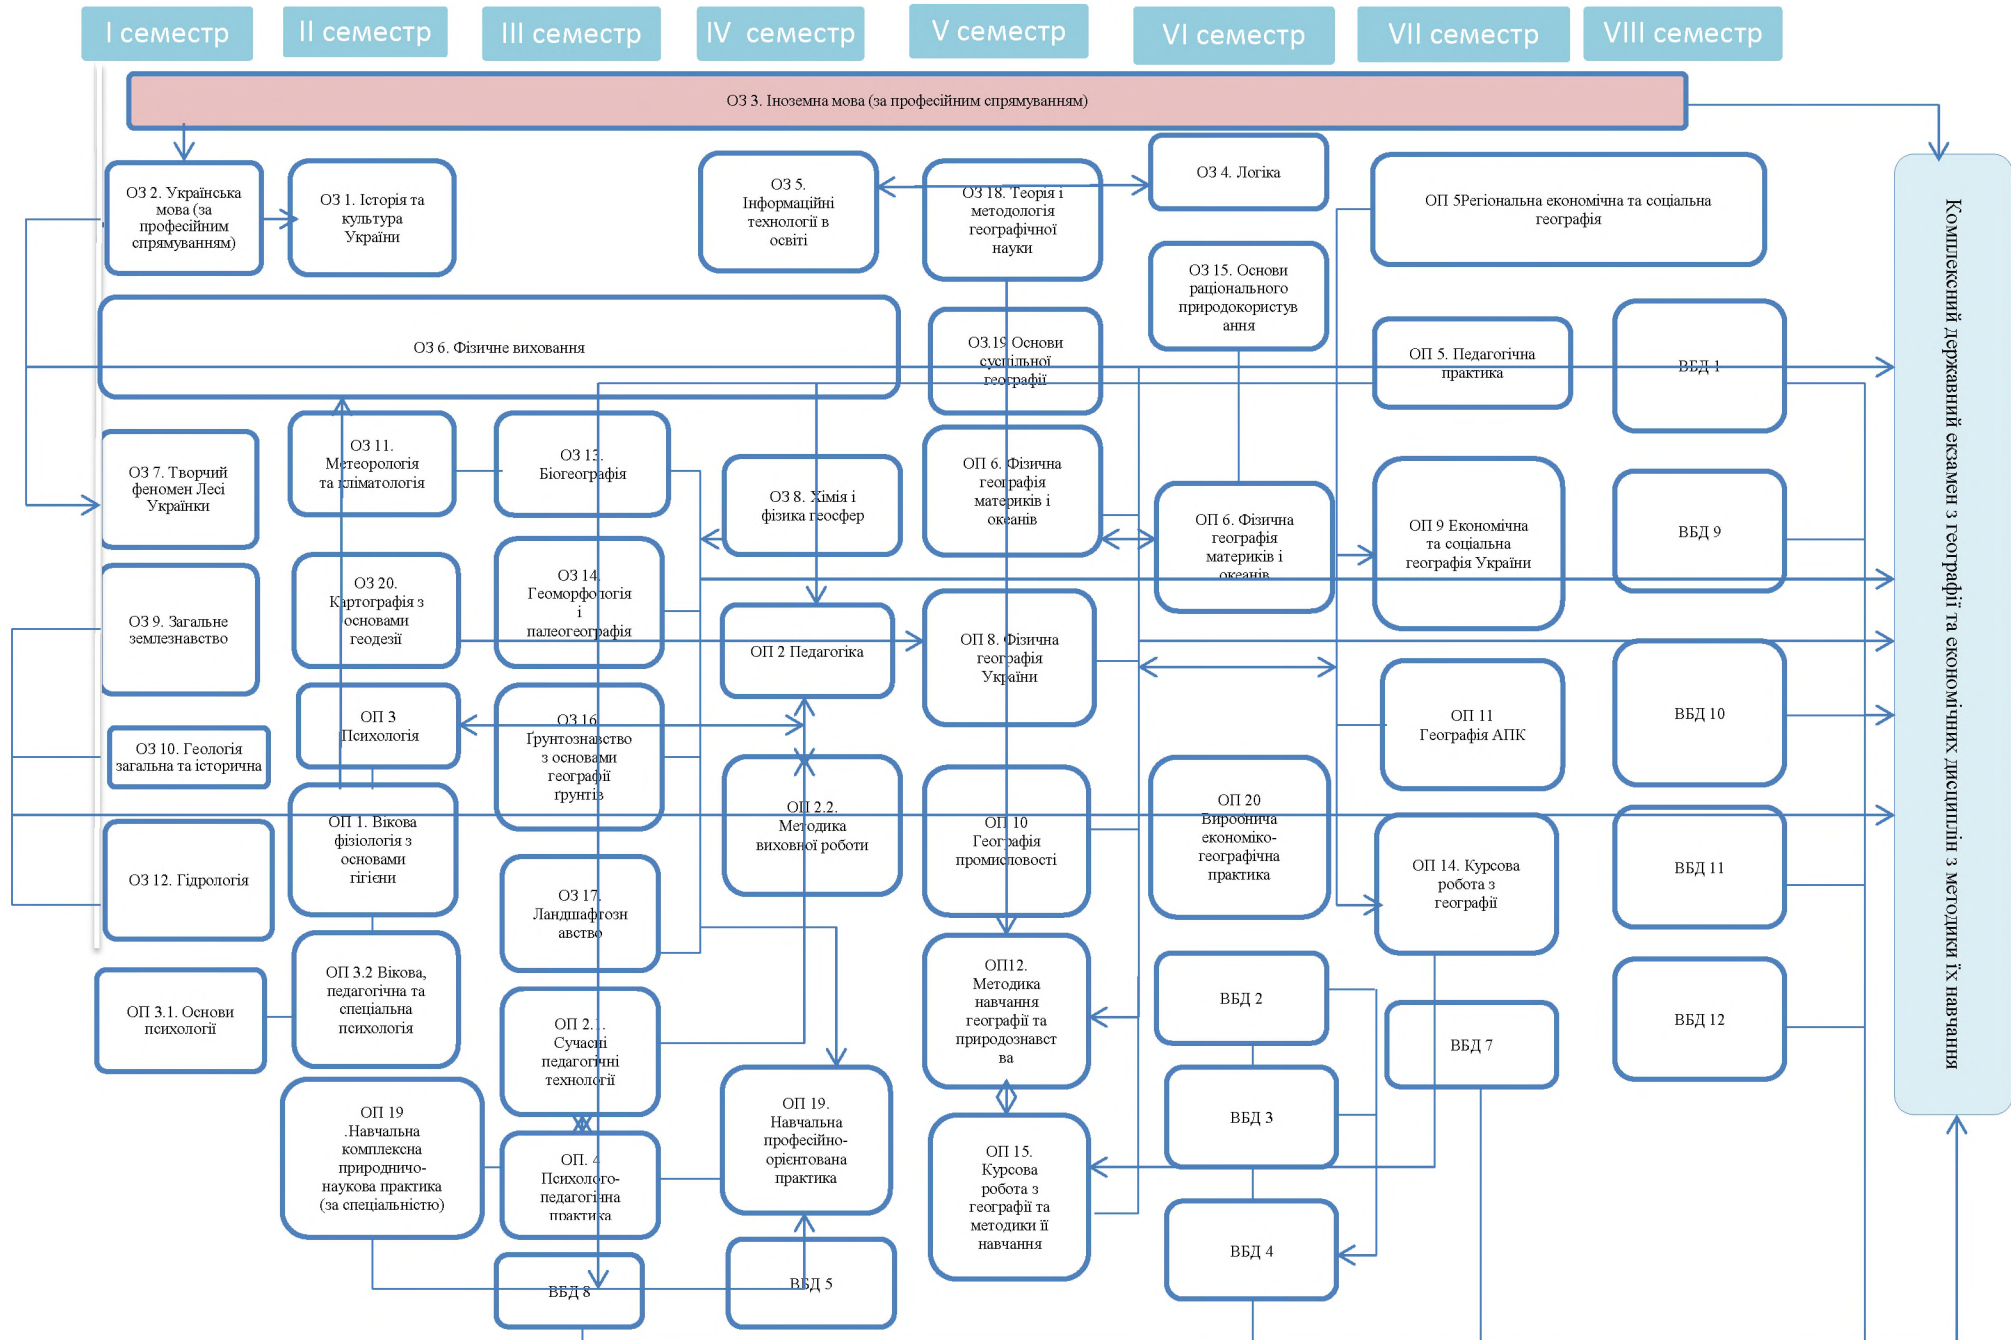 I семестр
II семестр
III семестр
IV семестр
V семестр
VI семестр
VII семестр
VIII семестр
ОЗ 3. Іноземна мова (за професійним спрямуванням)
ОЗ 2. Українська
мова (за
професійним
спрямуванням)
ОЗ 1. Історія та
культура
України
ОЗ 5.
Інформаційні
технології в
освіті
ОЗ 18. Теорія і
методологія
географічної
науки
ОЗ 4. Логіка
ОП 5Регіональна економічна та соціальна
географія
ОЗ 15. Основи
раціонального
природокористув
ання
ОЗ 6. Фізичне виховання
ОЗ.19 Основи
суспільної
географії
ОП 5. Педагогічна
практика
ВБД 1
ОЗ 7. Творчий
феномен Лесі
Українки
ОЗ 11.
Метеорологія
та кліматологія
ОЗ 13.
Біогеографія
ОЗ 8. Хімія і
фізика геосфер
ОП 6. Фізична
географія
материків і
океанів
ОП 6. Фізична
географія
материків і
океанів
ОП 9 Економічна
та соціальна
географія України
ВБД 9
ОЗ 9. Загальне
землезнавство
ОЗ 20.
Картографія з
основами
геодезії
ОЗ 14.
Геоморфологія
і
палеогеографія
ОП 2 Педагогіка
ОП 8. Фізична
географія
України
ОП 11
Географія АПК
ВБД 10
ОЗ 10. Геологія
загальна та історична
ОП 3
Психологія
ОЗ 16.
Ґрунтознавство
з основами
географії
ґрунтів
ОП 2.2.
Методика
виховної роботи
ОП 10
Географія
промисловості
ОП 20
Виробнича
економіко-
географічна
практика
ОП 14. Курсова
робота з
географії
ВБД 11
ОЗ 12. Гідрологія
ОП 1. Вікова
фізіологія з
основами
гігієни
ОЗ 17.
Ландшафтозн
авство
ОП 3.1. Основи
психології
ОП 3.2 Вікова,
педагогічна та
спеціальна
психологія
ОП 2.1.
Сучасні
педагогічні
технології
ОП12.
Методика
навчання
географії та
природознавст
ва
ВБД 2
ВБД 7
ВБД 12
ОП 19
.Навчальна
комплексна
природничо-
наукова практика
(за спеціальністю)
ОП. 4
Психолого-
педагогічна
практика
ОП 19.
Навчальна
професійно-
орієнтована
практика
ОП 15.
Курсова
робота з
географії та
методики її
навчання
ВБД 3
ВБД 4
ВБД 8
ВБД 5
Комплексний державний екзамен з географії та економічних дисциплін з методики їх навчання